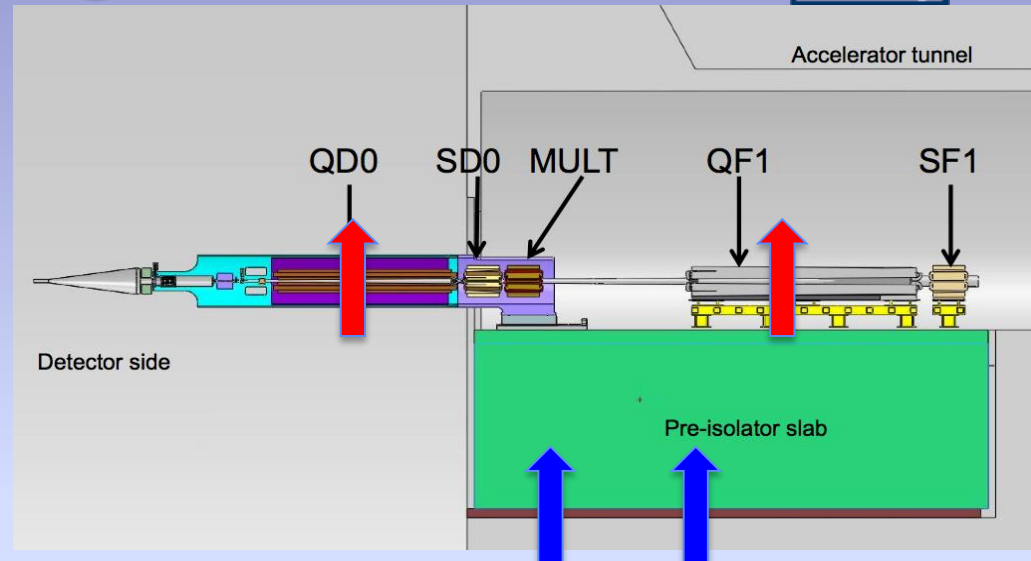 Accelerator tunnel
QD0 SD0 MULT QF1 SF1
Detector side
Pre-isolator slab